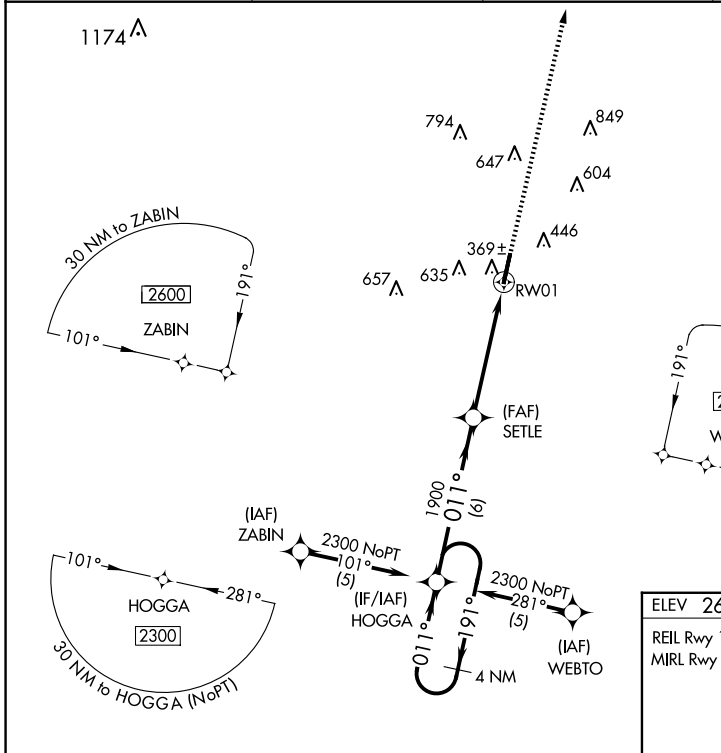 1174
794
849
647
604
446
369±
635
657
RW01
30 NM to ZABIN
191°
2600
ZABIN
101°
191°
(FAF)
SETLE
1900
011°
(6)
(IAF)
ZABIN
2300 NoPT
101°
(5)
(IF/IAF)
HOGGA
011°
191°
4 NM
2300 NoPT
281°
(5)
(IAF)
WEBTO
101°
281°
HOGGA
2300
30 NM to HOGGA (NoPT)
ELEV 26
REIL Rwy
MIRL Rwy